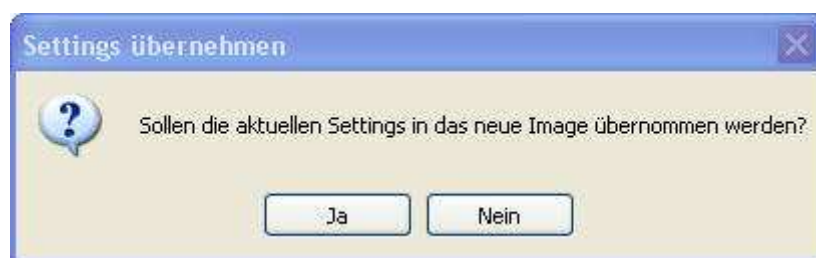 Settings übernehmen
Sollen die aktuellen Settings in das neue Image übernommen werden?
Ja
Nein